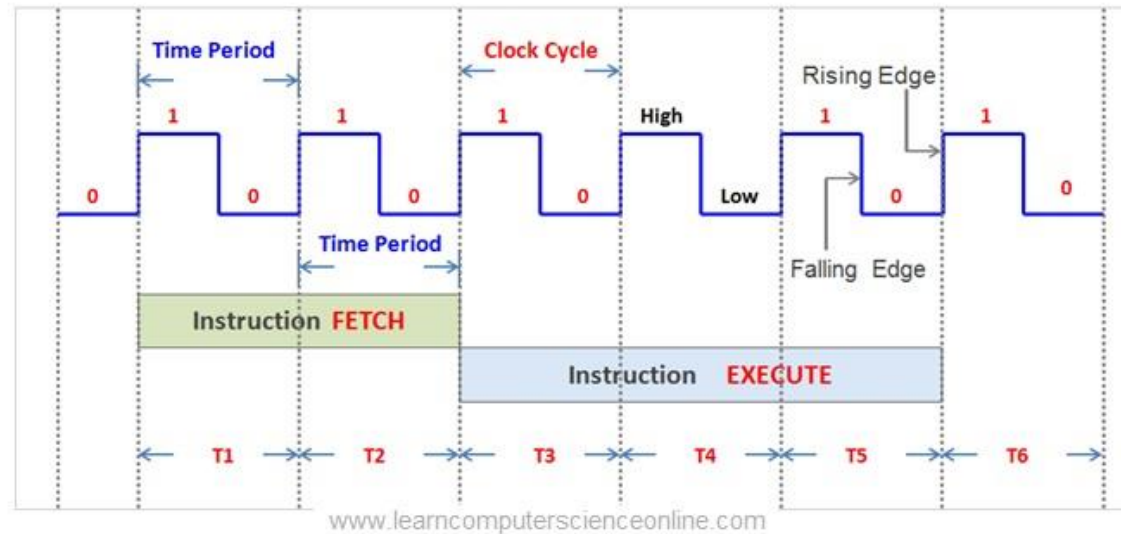 Time Period
Clock Cycle
Rising Edge
1 1 1 High 1 1
0 0 0 0 Low 0 0
Time Period
Falling Edge
Instruction FETCH
Instruction EXECUTE
T1 T2 T3 T4 T5 T6
www.learncomputerscienceonline.com